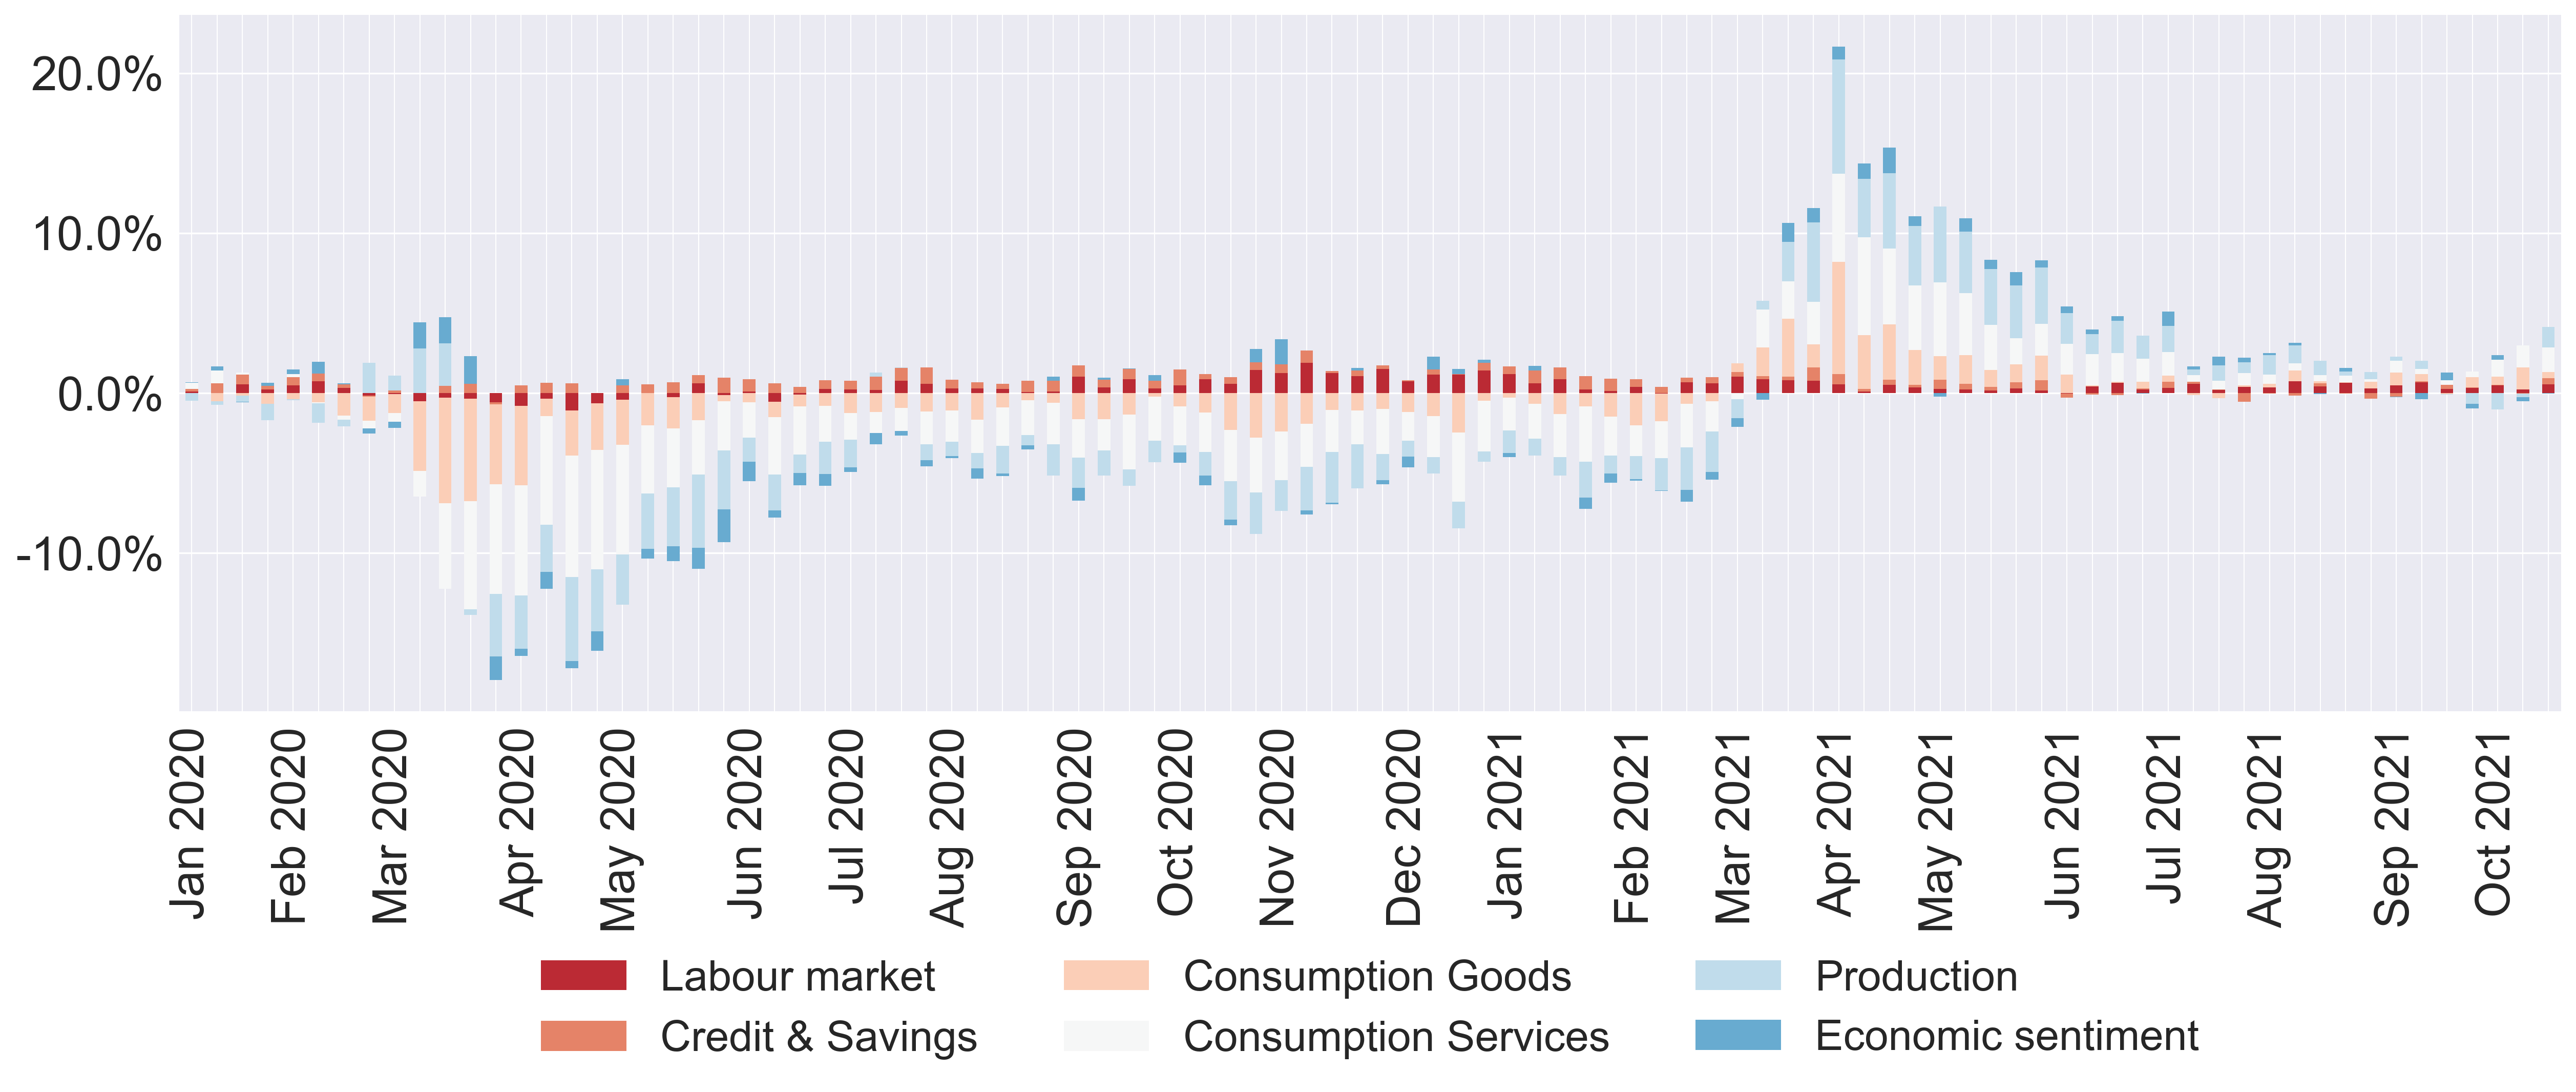 20.0%
10.0%
0.0%
-10.0%
Jan 2020
Feb 2020
Mar 2020
Apr 2020
May 2020
Jun 2020
Jul 2020
Aug 2020
Sep 2020
Oct 2020
Nov 2020
Dec 2020
Jan 2021
Feb 2021
Mar 2021
Apr 2021
May 2021
Jun 2021
Jul 2021
Aug 2021
Sep 2021
Oct 2021
Labour market
Consumption Goods
Production
Credit & Savings
Consumption Services
Economic sentiment